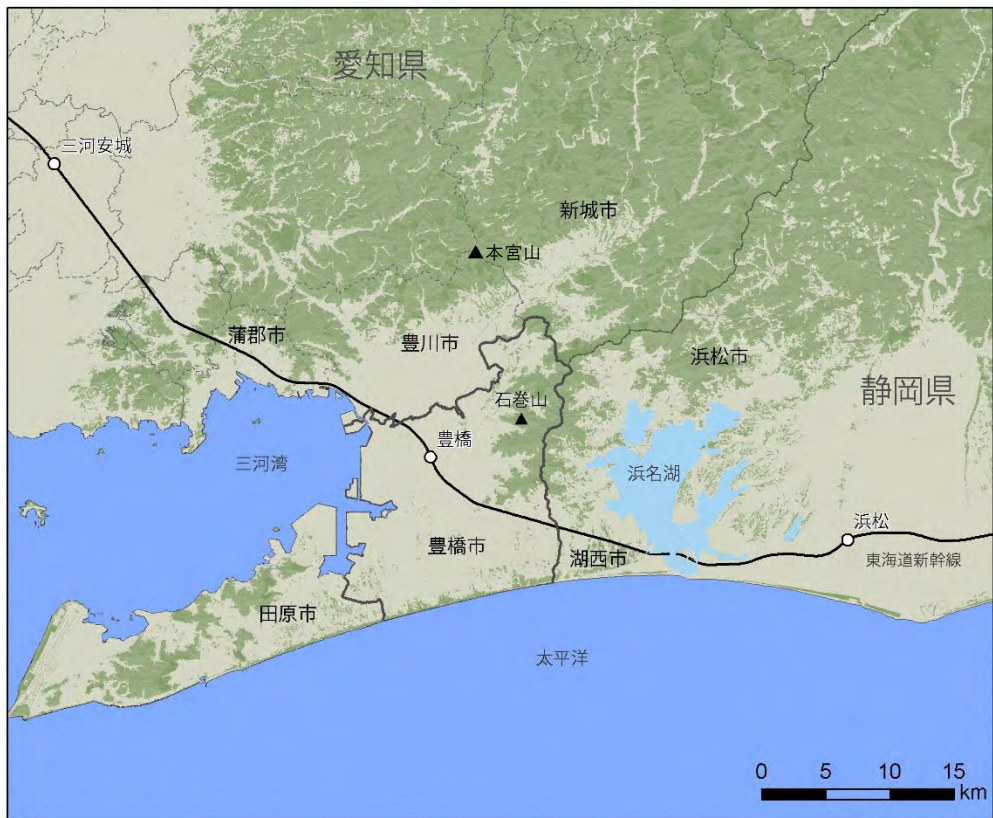 愛知県
三河安城
新城市
本宮山
蒲郡市
豊川市
浜松市
静岡県
石巻山
豊橋
三河湾
浜名湖
浜松
豊橋市
湖西市
東海道新幹線
田原市
太平洋
0 5 10 15
km